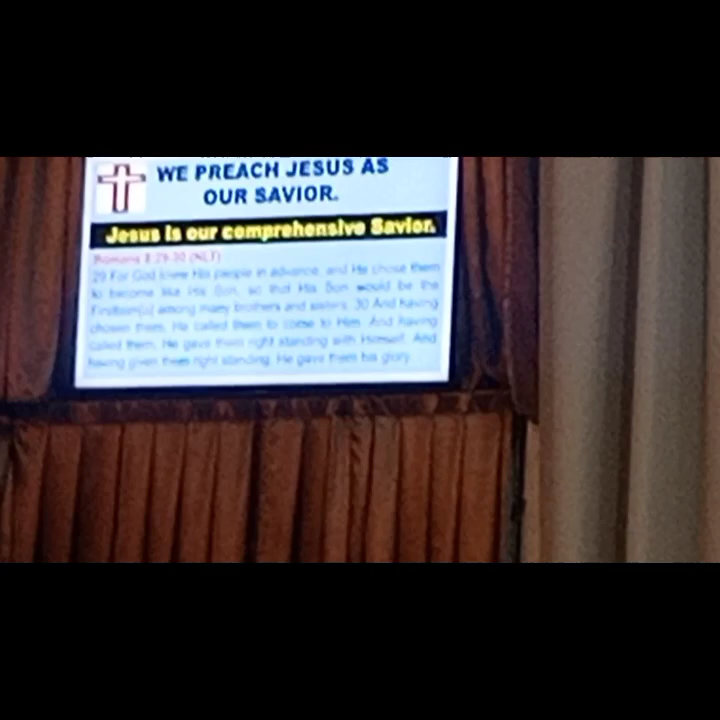 WE PREACH JESUS AS
OUR SAVIOR.
Jesus is our comprehensive Savior.
Romans 8:29-30 (NLT)
29 For God knew His people in advance, and He chose them
to become like His Son, so that His Son would be the
among many brothers and sisters. 30 And having
chosen them, He called them to come to Him. And having
called them, He gave them right standing with Himself. And
having given them right standing, He gave them his glory.